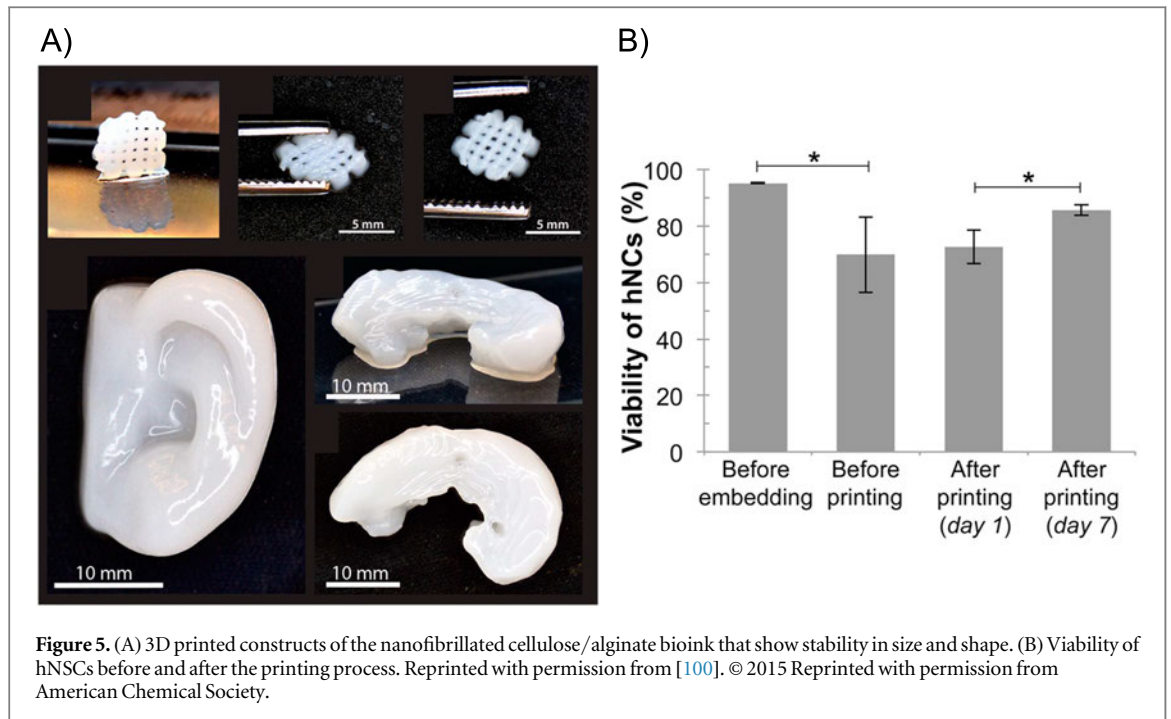 A)
5 mm
5 mm
10 mm
10 mm
10 mm
B)
Viability of hNCs (%)
100
80
60
40
20
0
*
*
Before
embedding
Before
printing
After
printing
(day 1)
After
printing
(day 7)
Figure 5. (A) 3D printed constructs of the nanofibrillated cellulose/alginate bioink that show stability in size and shape. (B) Viability of
hNSCs before and after the printing process. Reprinted with permission from [100]. © 2015 Reprinted with permission from
American Chemical Society.